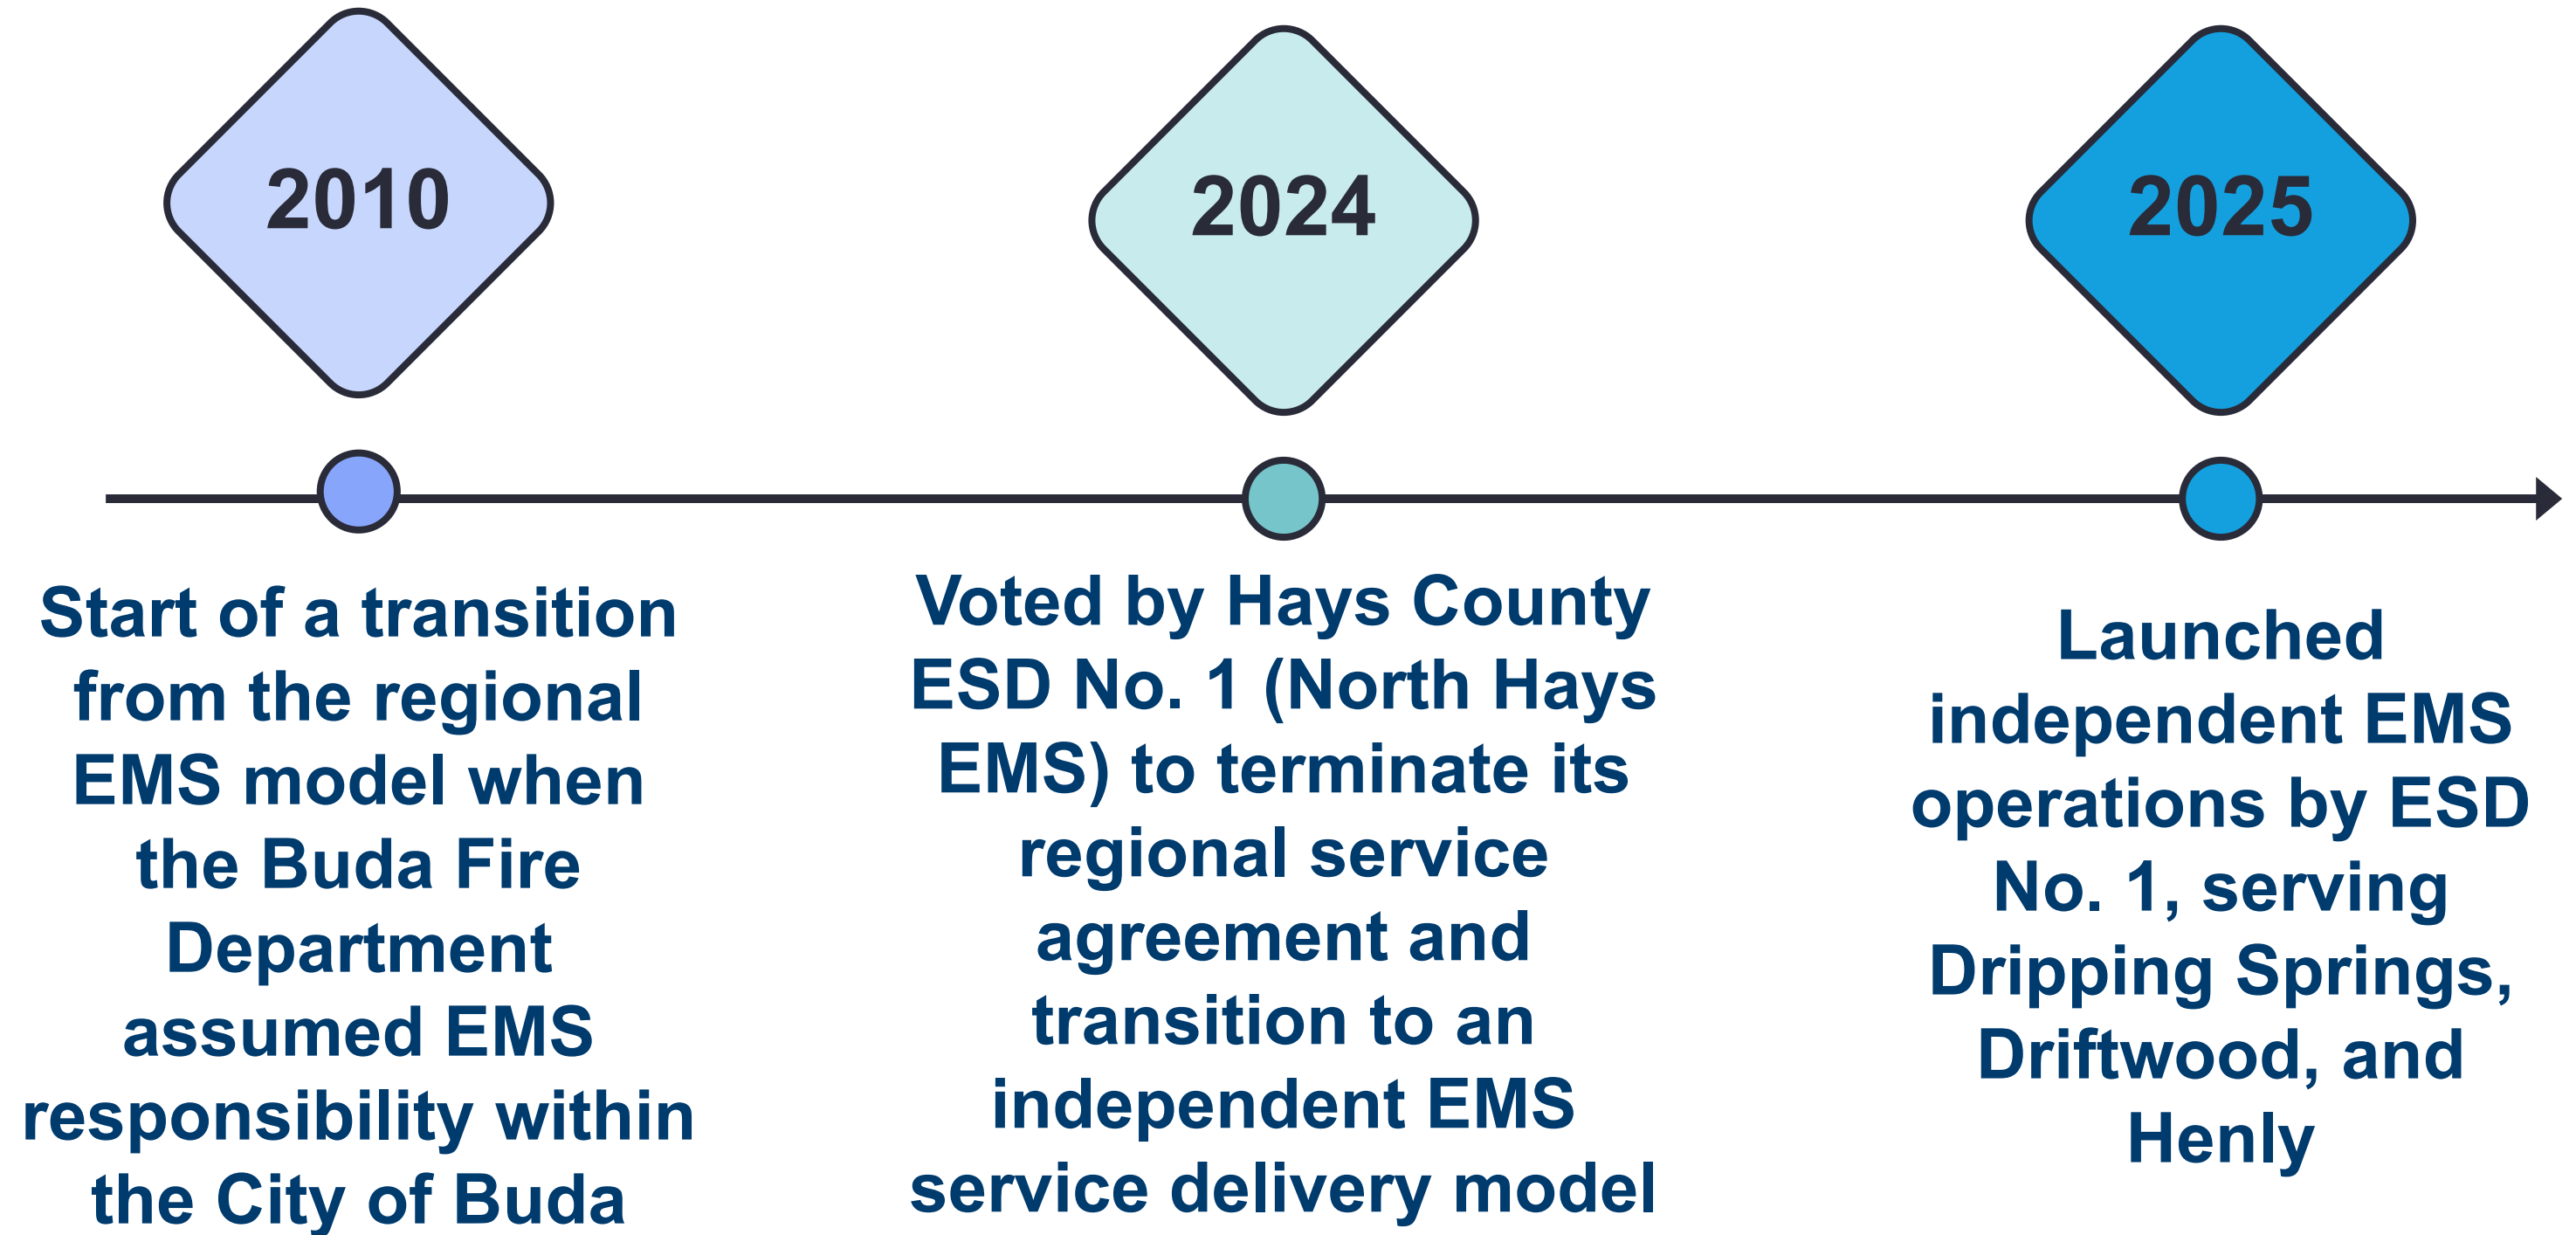 2010
2024
2025
Start of a transition
from the regional
EMS model when
the Buda Fire
Department
assumed EMS
responsibility within
the City of Buda
Voted by Hays County
ESD No. 1 (North Hays
EMS) to terminate its
regional service
agreement and
transition to an
independent EMS
service delivery model
Launched
independent EMS
operations by ESD
No. 1, serving
Dripping Springs,
Driftwood, and
Henly